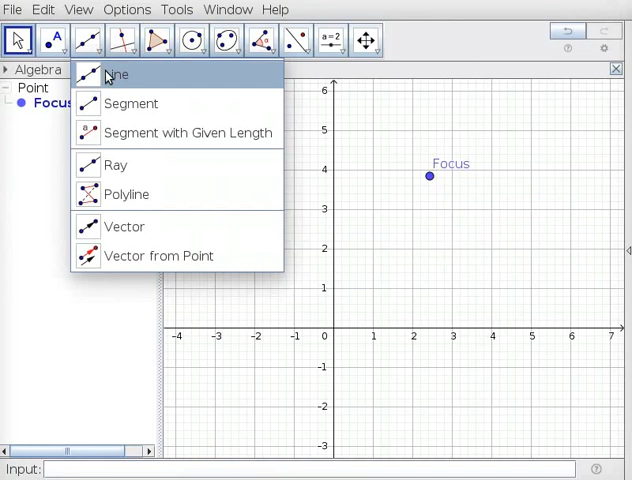 File Edit View Options Tools Window Help
A
α
a=2
Algebra
Point
Focus
Line
Segment
a
Segment with Given Length
Ray
Polyline
Vector
Vector from Point
Focus
6
5
4
3
2
1
-4 -3 -2 -1 0 1 2 3 4 5 6 7
-1
-2
-3
Input: